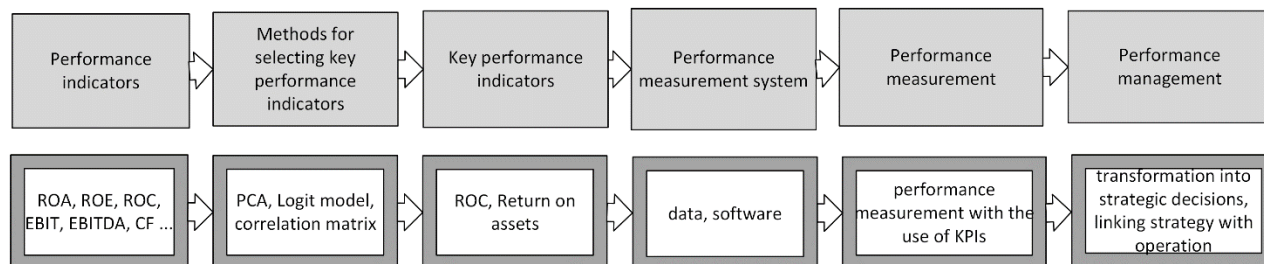 Performance
indicators
Methods for
selecting key
performance
indicators
Key performance
indicators
Performance
measurement system
Performance
measurement
Performance
management
ROA, ROE, ROC,
EBIT, EBITDA, CF ...
PCA, Logit model,
correlation matrix
ROC, Return on
assets
data, software
performance
measurement with the
use of KPIs
transformation into
strategic decisions,
linking strategy with
operation